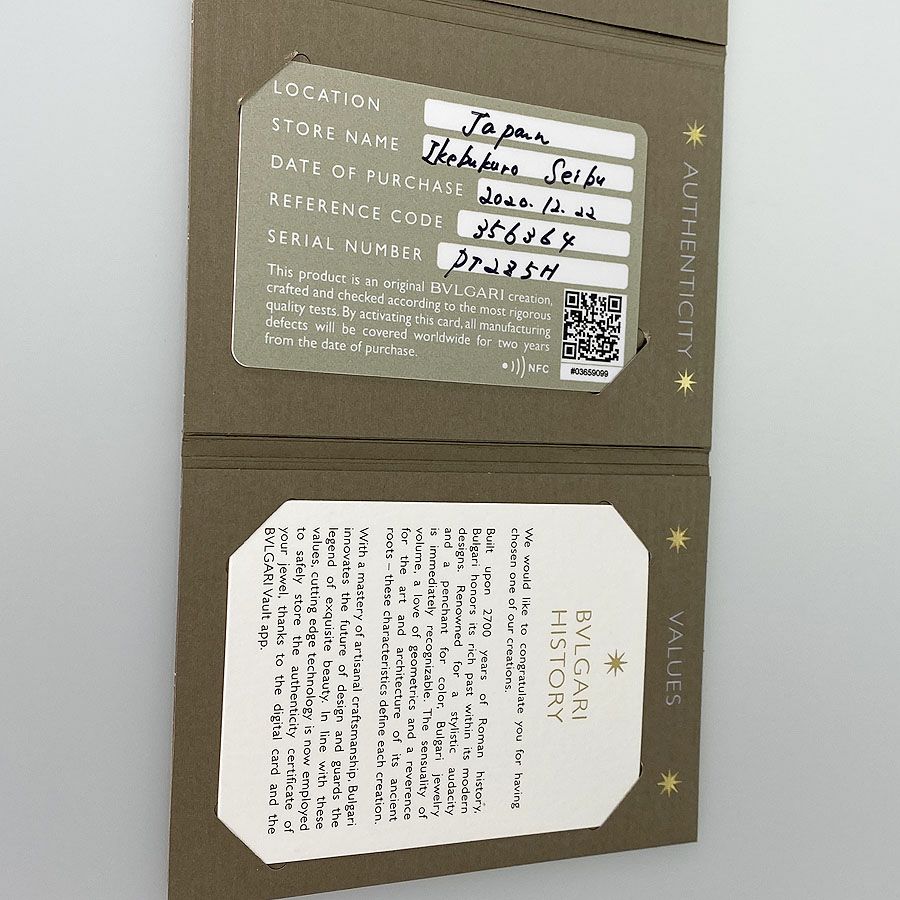 AUTHENTICITY
LOCATION Japan
STORE NAME Ikebukuro Seibu
DATE OF PURCHASE 2020. 12. 22
REFERENCE CODE 356364
SERIAL NUMBER
This product is an original BVLGARI creation,
crafted and checked according to the most rigorous
quality tests. By activating this card, all manufacturing
defects will be covered worldwide for two years
from the date of purchase.
NFC
#03659099
VALUES
BVLGARI
HISTORY
We would like to congratulate you for having
chosen one of our creations.
Built upon 2700 years of Roman history,
Bulgari honors its rich past within its modern
designs. Renowned for a stylistic audacity
and a penchant for color, Bulgari jewelry
is immediately recognizable. The sensuality of
volume, a love of geometrics and a reverence
for the art and architecture of its ancient
roots – these characteristics define each creation.
With a mastery of artisanal craftsmanship, Bulgari
innovates the future of design and guards the
legend of exquisite beauty. In line with these
values, cutting edge technology is now employed
to safely store the authenticity certificate of
your jewel, thanks to the digital card and the
BVLGARI Vault app.